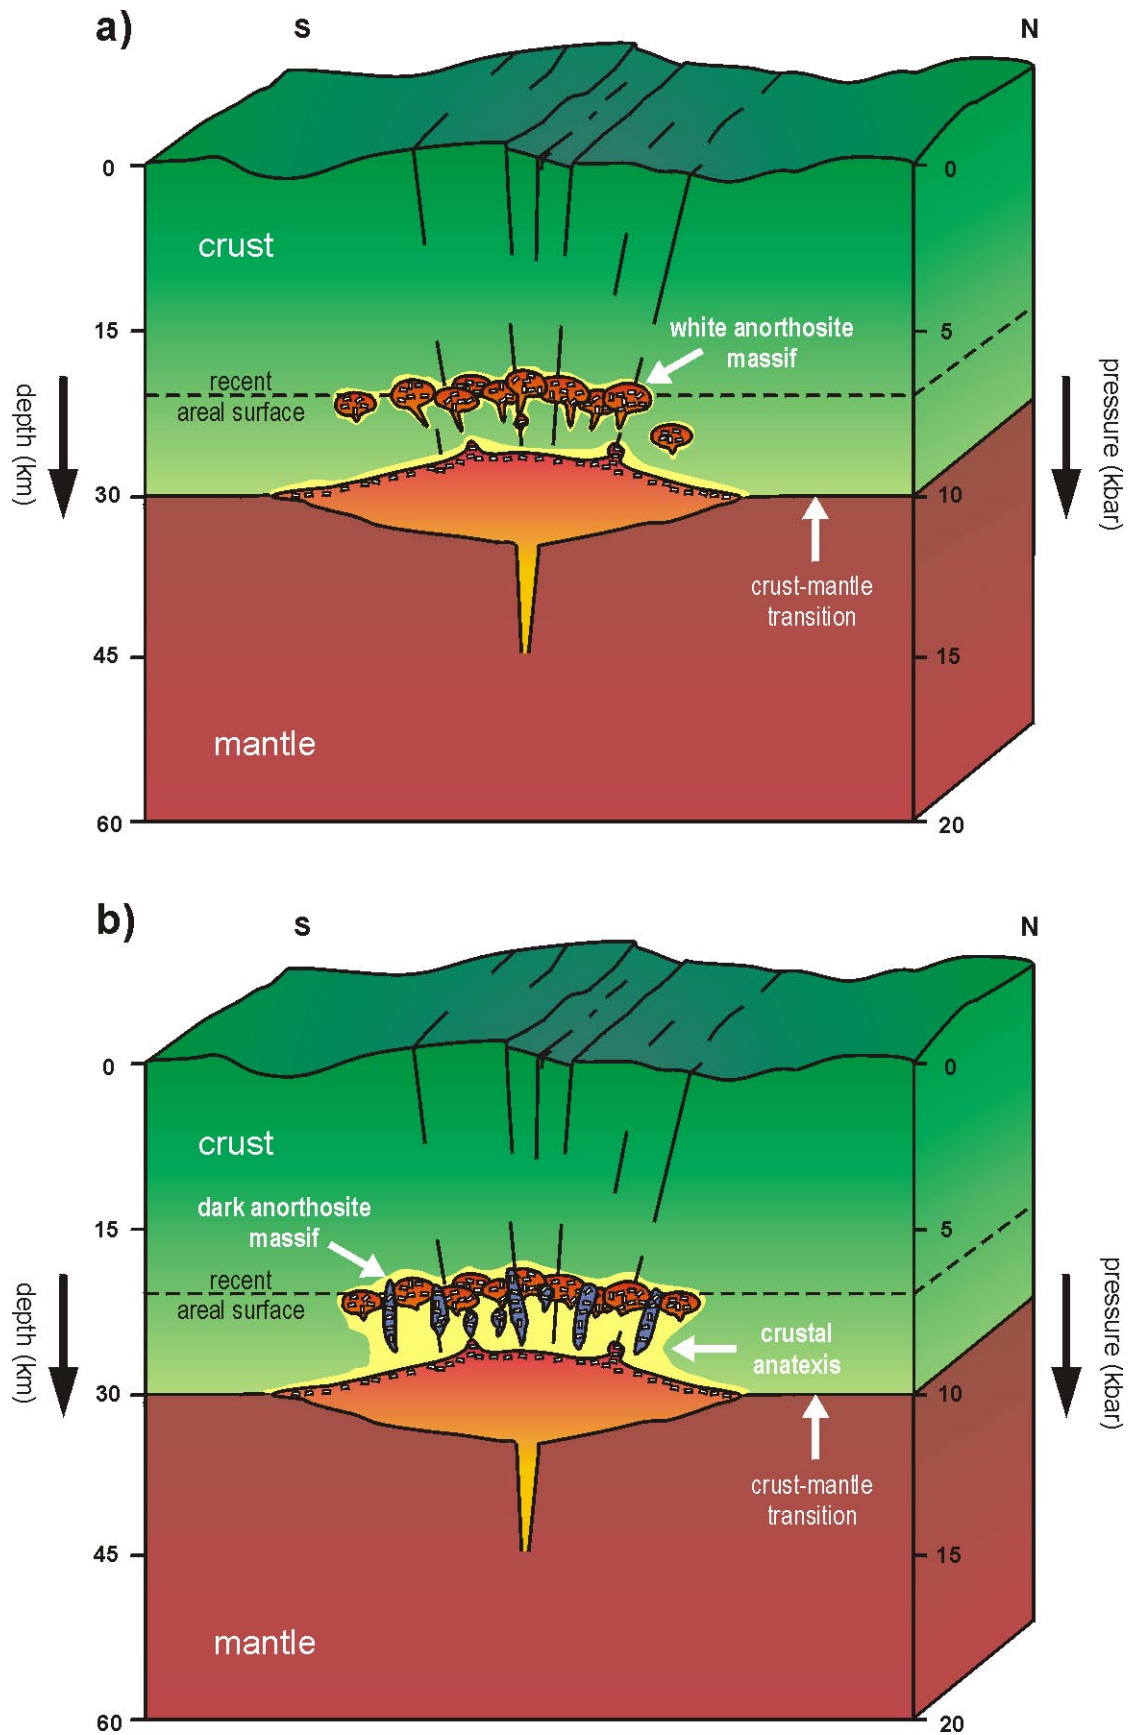 a)
S
N
0
0
crust
15
5
white anorthosite
massif
recent
areal surface
depth (km)
pressure (kbar)
30
10
crust-mantle
transition
45
15
mantle
60
20
b)
S
N
0
0
crust
dark anorthosite
massif
15
5
recent
areal surface
depth (km)
pressure (kbar)
crustal
anatexis
30
10
crust-mantle
transition
45
15
mantle
60
20